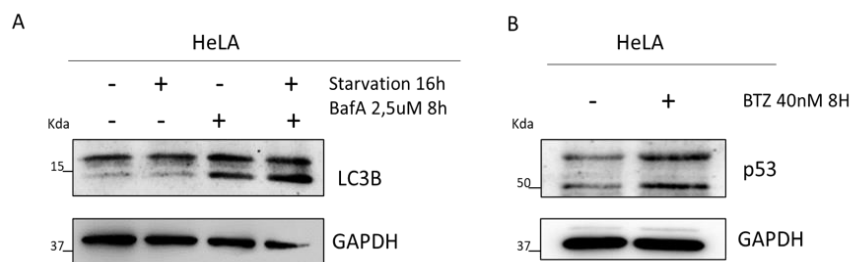 A
HeLA
- + - + Starvation 16h
- - + + BafA 2,5uM 8h
Kda
15
LC3B
37
GAPDH
B
HeLA
- + BTZ 40nM 8H
Kda
p53
50
37
GAPDH